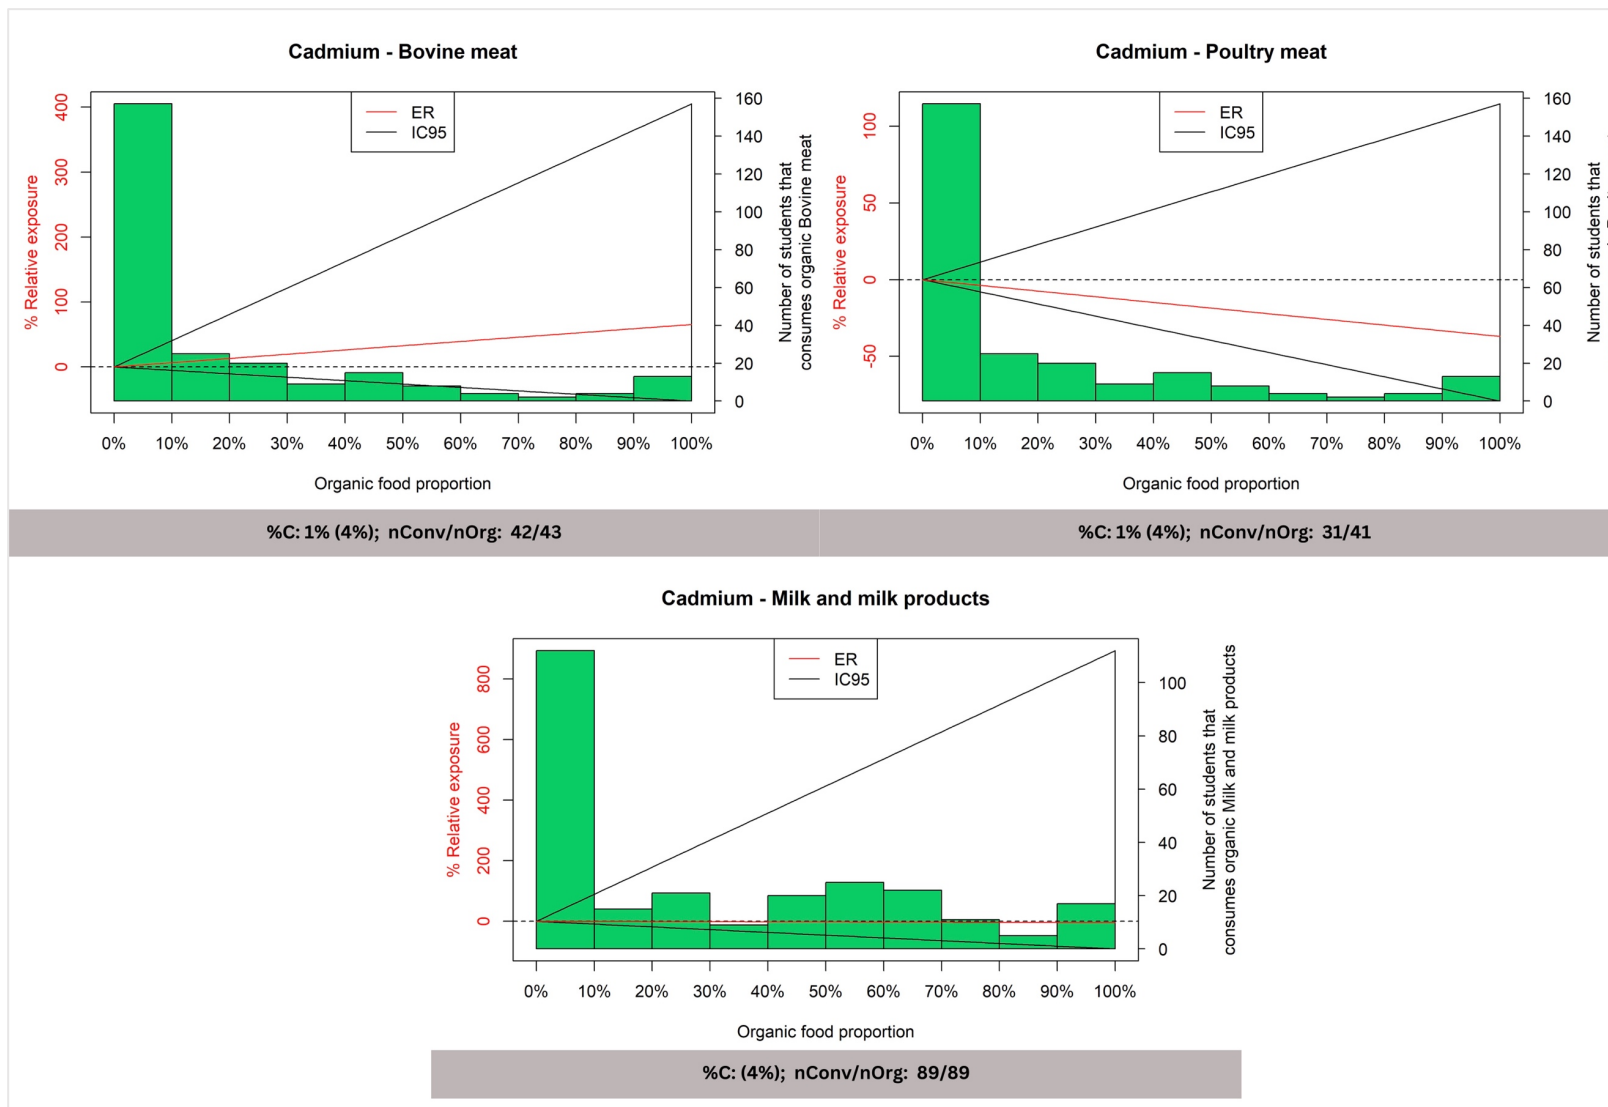 Cadmium - Bovine meat
ER
IC95
400
300
200
100
0
% Relative exposure
160
140
120
100
80
60
40
20
0
Number of students that
consumes organic Bovine meat
0% 10% 20% 30% 40% 50% 60% 70% 80% 90% 100%
Organic food proportion
%C: 1% (4%); nConv/nOrg: 42/43
Cadmium - Poultry meat
ER
IC95
100
50
0
-50
% Relative exposure
160
140
120
100
80
60
40
20
0
Number of students that
0% 10% 20% 30% 40% 50% 60% 70% 80% 90% 100%
Organic food proportion
%C: 1% (4%); nConv/nOrg: 31/41
Cadmium - Milk and milk products
ER
IC95
800
600
400
200
0
% Relative exposure
100
80
60
40
20
0
Number of students that
consumes organic Milk and milk products
0% 10% 20% 30% 40% 50% 60% 70% 80% 90% 100%
Organic food proportion
%C: (4%); nConv/nOrg: 89/89